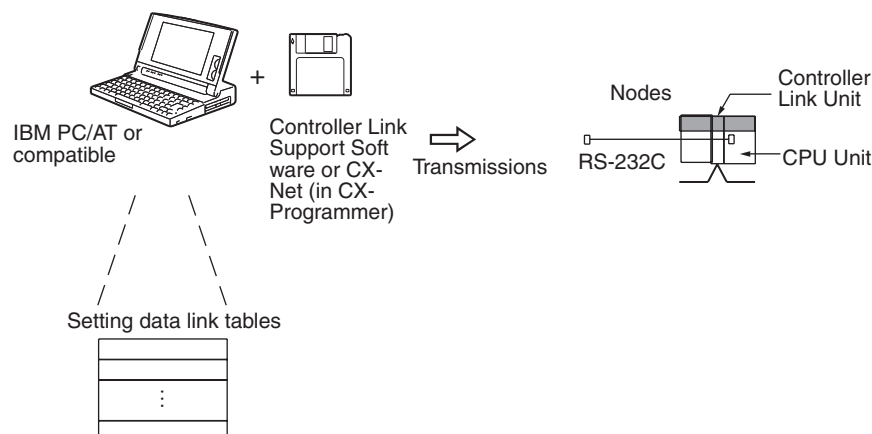 IBM PC/AT or
compatible
+
Controller Link
Support Soft
ware or CX-
Net (in CX-
Programmer)
Transmissions
Nodes
Controller
Link Unit
RS-232C
CPU Unit
Setting data link tables